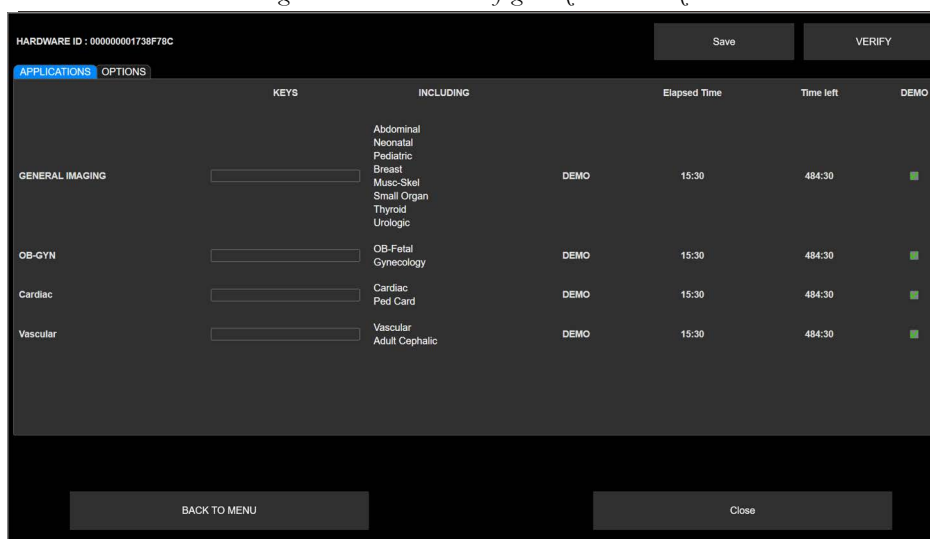 HARDWARE ID : 000000001738F78C
Save
VERIFY
APPLICATIONS OPTIONS
KEYS INCLUDING Elapsed Time Time left DEMO
Abdominal
Neonatal
Pediatric
Breast
GENERAL IMAGING DEMO 15:30 484:30
Musc-Skel
Small Organ
Thyroid
Urologic
OB-Fetal
OB-GYN DEMO 15:30 484:30
Gynecology
Cardiac
Cardiac DEMO 15:30 484:30
Ped Card
Vascular
Vascular DEMO 15:30 484:30
Adult Cephalic
BACK TO MENU
Close